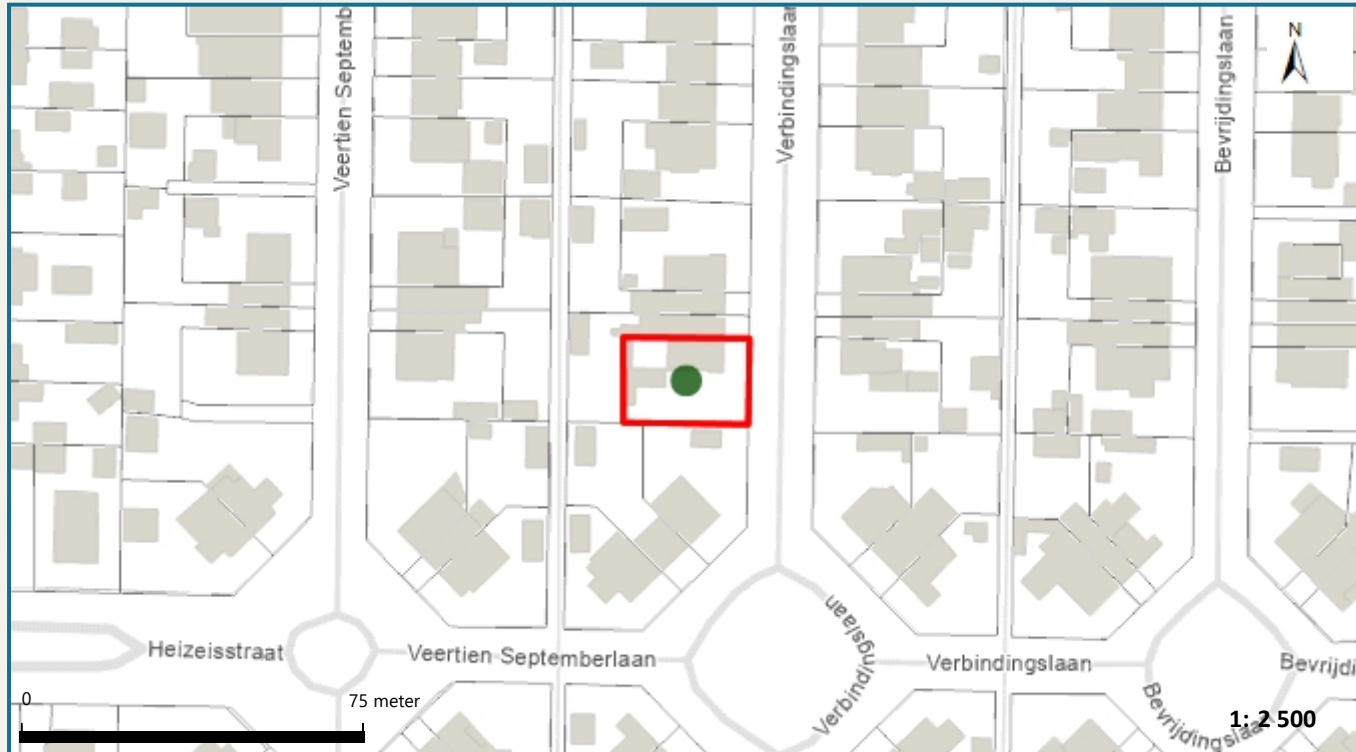 Veertien Septemb
Verbindingslaan
Bevrijdingslaan
N
Heizeisstraat
Veertien Septemberlaan
Verbindingslaan
Verbindingslaan
Bevrijdi
Bevrijdingslaan
0
75 meter
1: 2 500